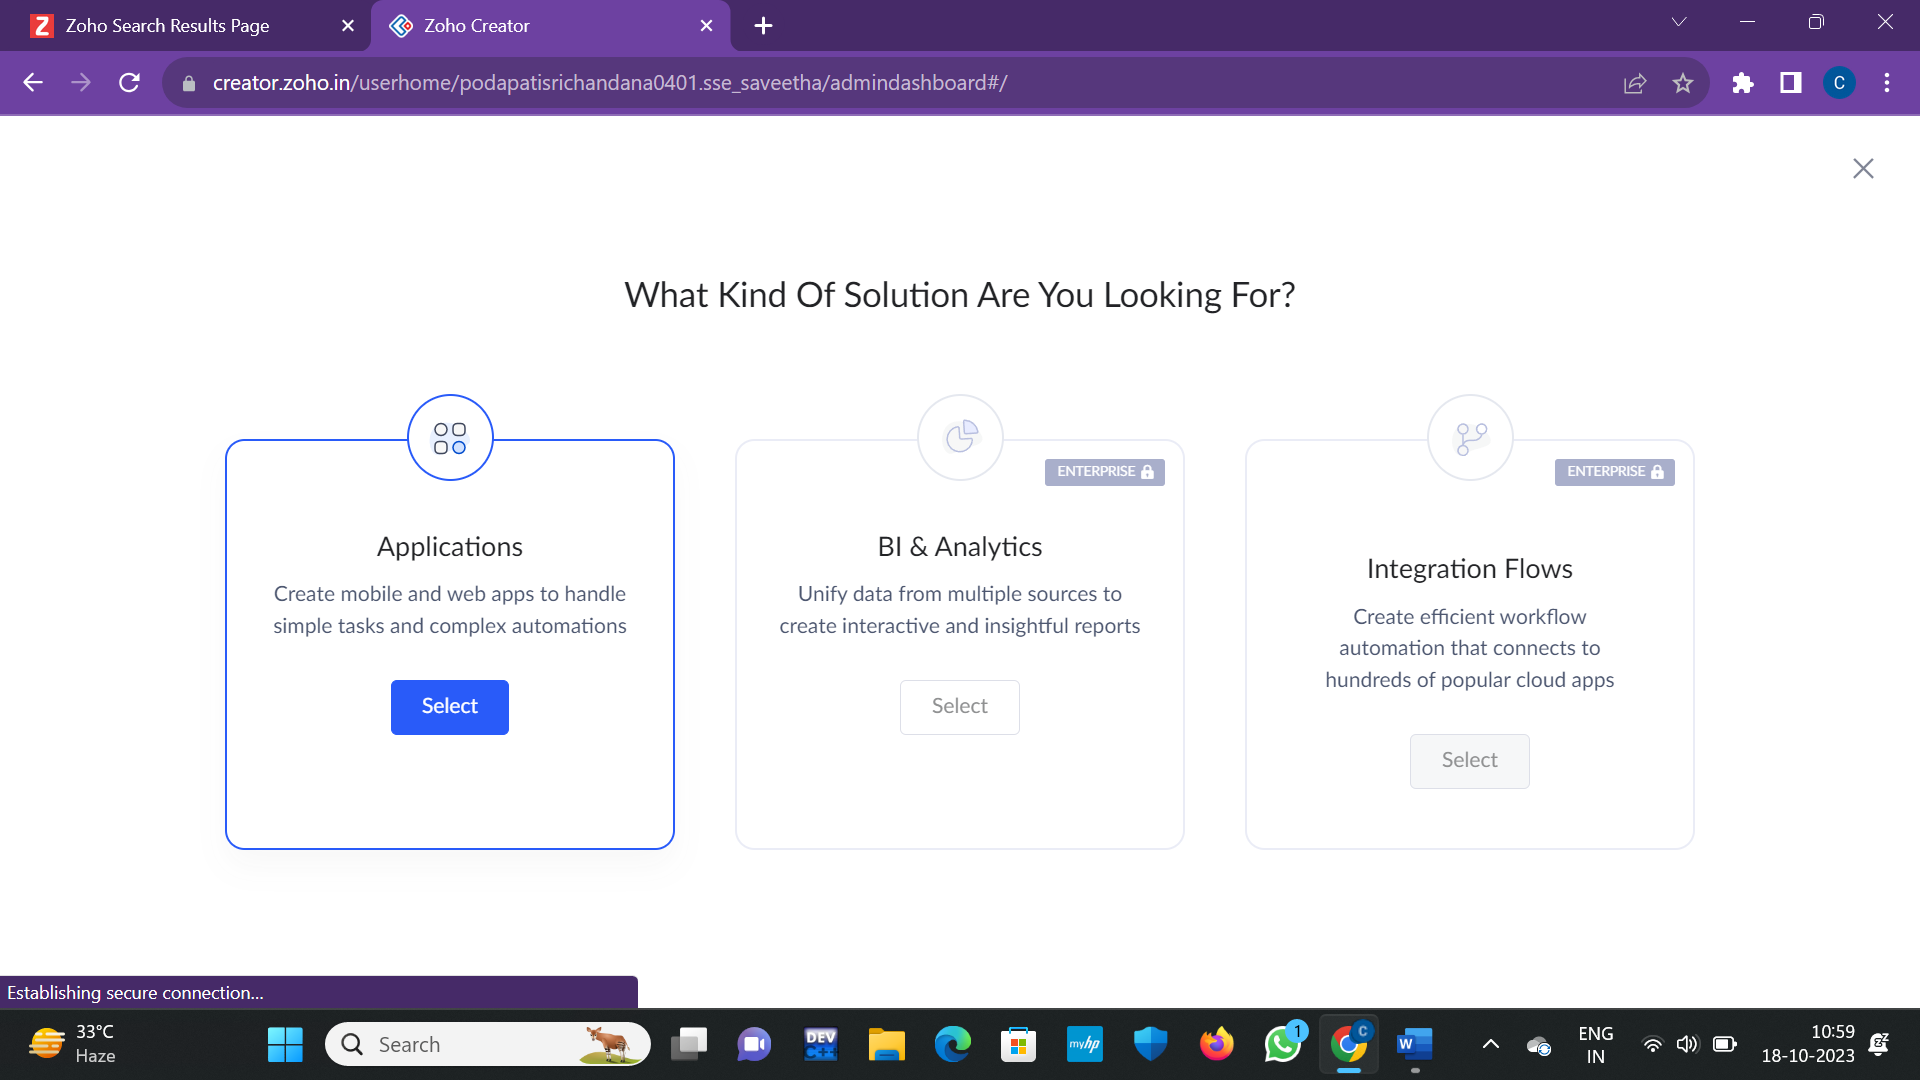 Zoho Search Results Page
Zoho Creator
creator.zoho.in/userhome/podapatisrichandana0401.sse_saveetha/admindashboard#/
C
What Kind Of Solution Are You Looking For?
Applications
Create mobile and web apps to handle
simple tasks and complex automations
Select
ENTERPRISE
BI & Analytics
Unify data from multiple sources to
create interactive and insightful reports
Select
ENTERPRISE
Integration Flows
Create efficient workflow
automation that connects to
hundreds of popular cloud apps
Select
Establishing secure connection...
33°C
Haze
Search
DEV
C++
myhp
1
C
W
ENG
IN
10:59
18-10-2023